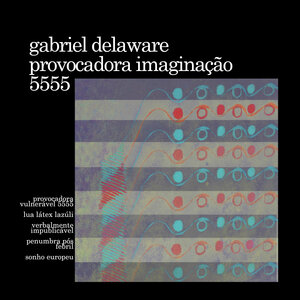 gabriel delaware
provocadora imaginação
5555
provocadora
vulnerável 5555
lua látex lazúli
verbalmente
impublicável
penumbra pós
febril
sonho europeu